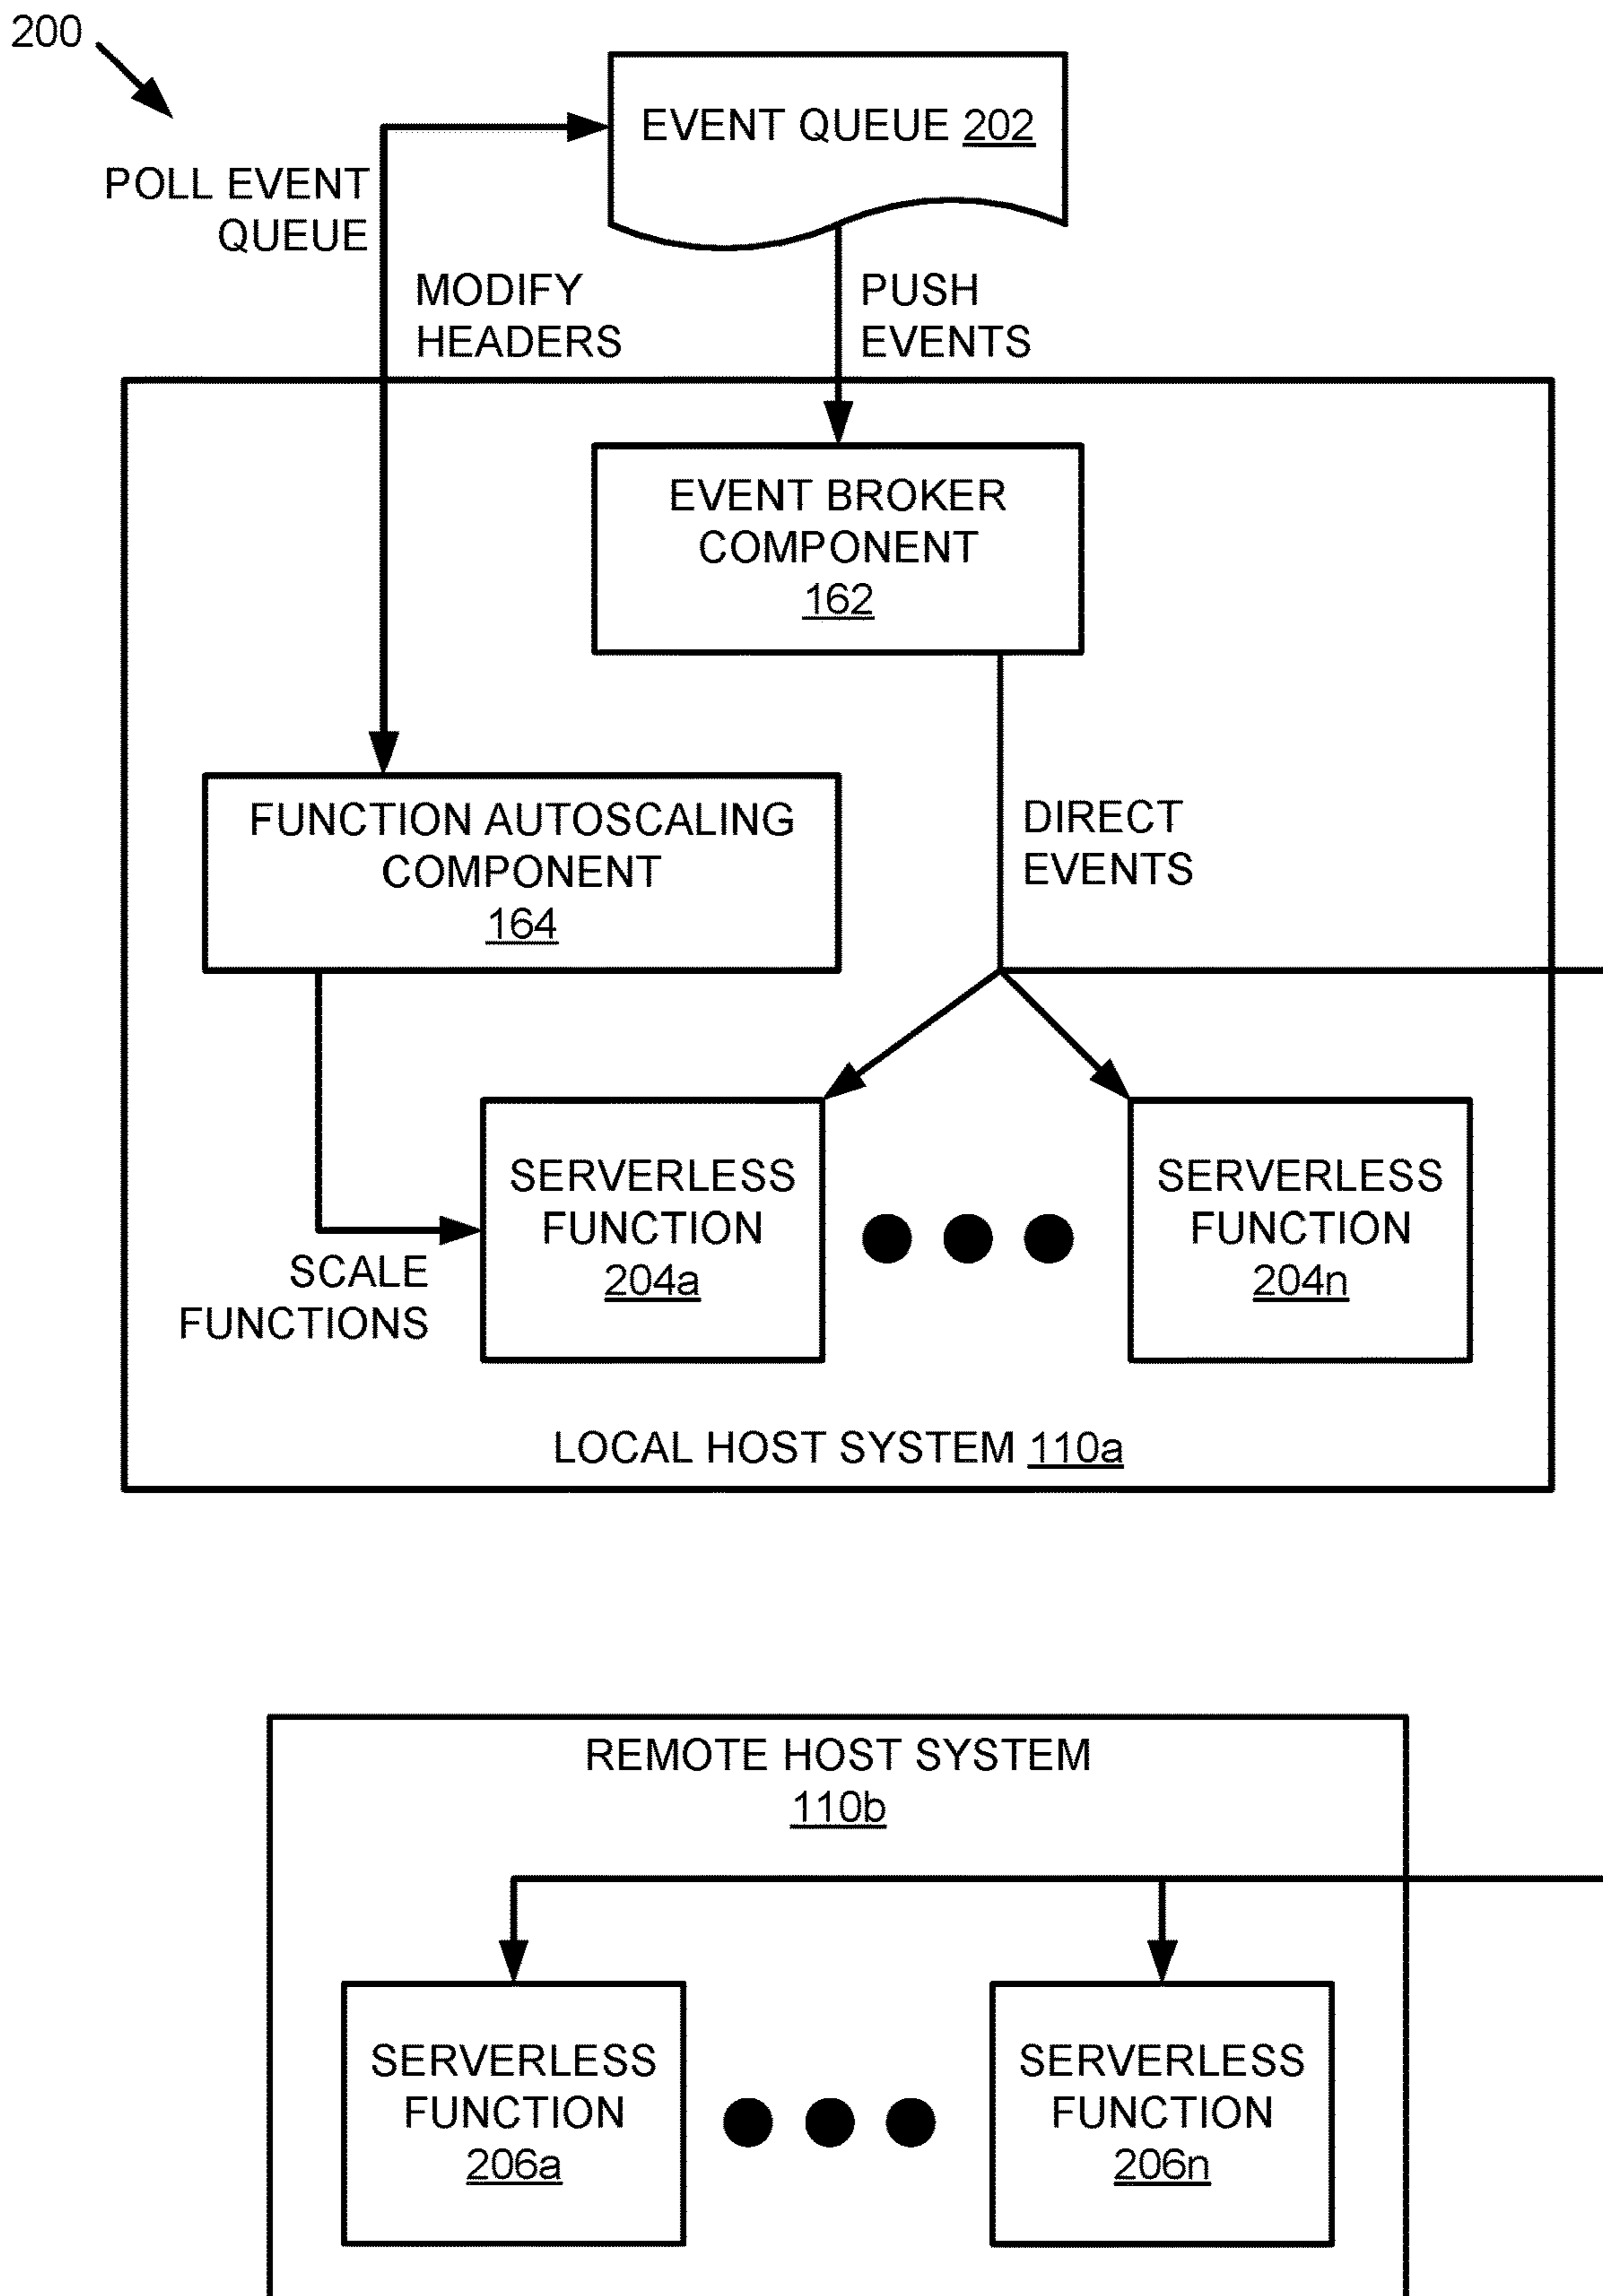 200
EVENT QUEUE 202
POLL EVENT
QUEUE
MODIFY
HEADERS
PUSH
EVENTS
EVENT BROKER
COMPONENT
162
FUNCTION AUTOSCALING
COMPONENT
164
DIRECT
EVENTS
SERVERLESS
FUNCTION
204a
SERVERLESS
FUNCTION
204n
SCALE
FUNCTIONS
LOCAL HOST SYSTEM 110a
REMOTE HOST SYSTEM
110b
SERVERLESS
FUNCTION
206a
SERVERLESS
FUNCTION
206n